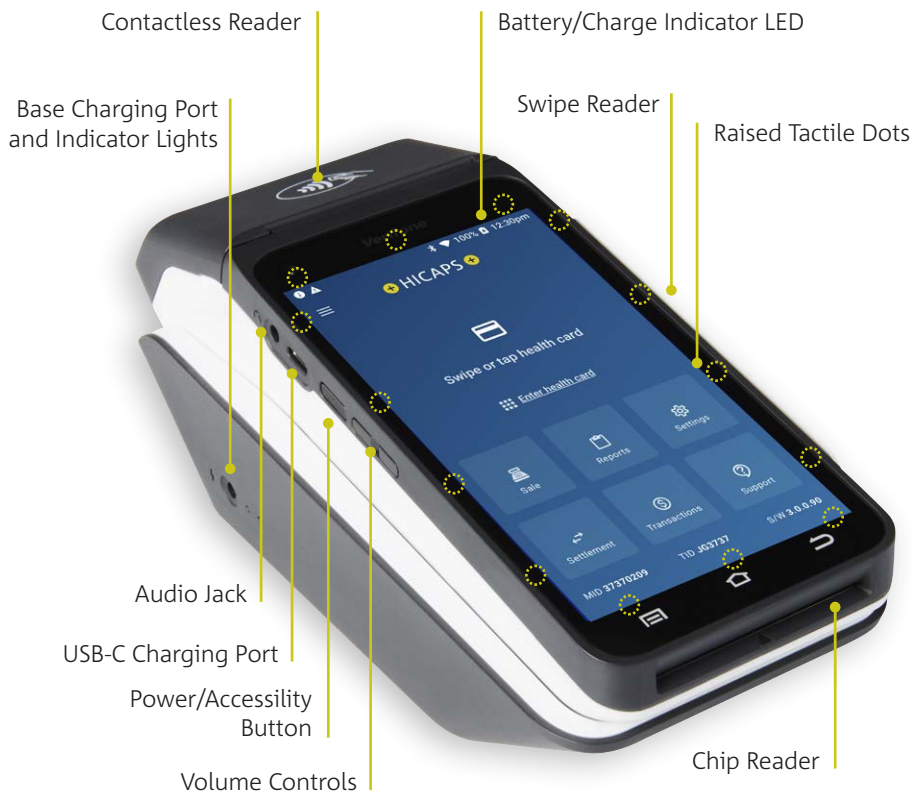 Contactless Reader
Battery/Charge Indicator LED
Base Charging Port
and Indicator Lights
Swipe Reader
Raised Tactile Dots
Verifone
100% 12:30pm
HICAPS
Swipe or tap health card
Enter health card
Sale
Reports
Settings
Settlement
Transactions
Support
MID 37370209
TID JG3737
S/W 3.0.0.90
Audio Jack
USB-C Charging Port
Power/Accessility
Button
Volume Controls
Chip Reader